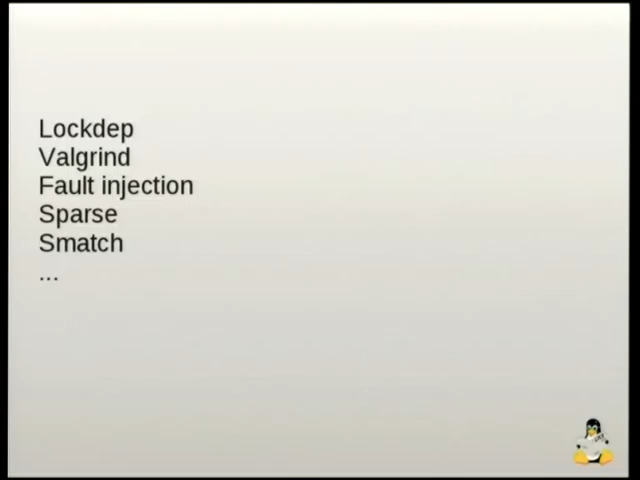 Lockdep
Valgrind
Fault injection
Sparse
Smatch
...